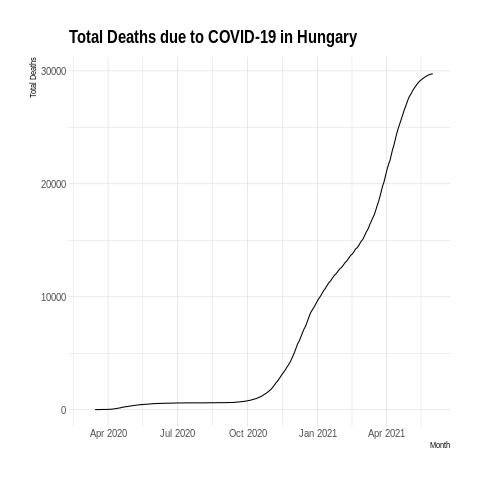 Total Deaths due to COVID-19 in Hungary
Total Deaths
30000
20000
10000
0
Apr 2020
Jul 2020
Oct 2020
Jan 2021
Apr 2021
Month